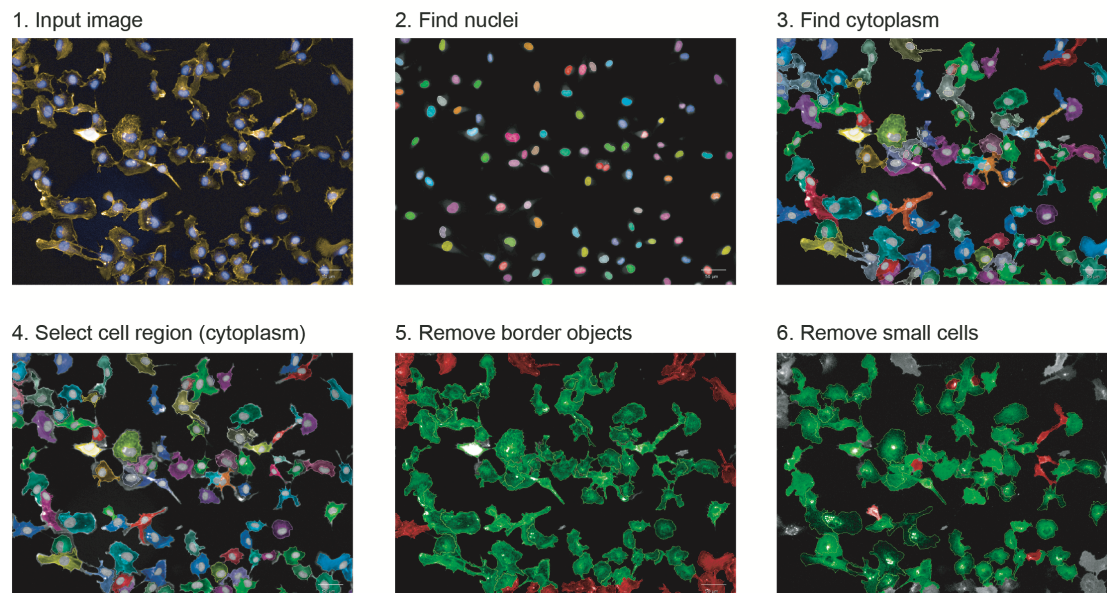 1. Input image
2. Find nuclei
3. Find cytoplasm
4. Select cell region (cytoplasm)
5. Remove border objects
6. Remove small cells